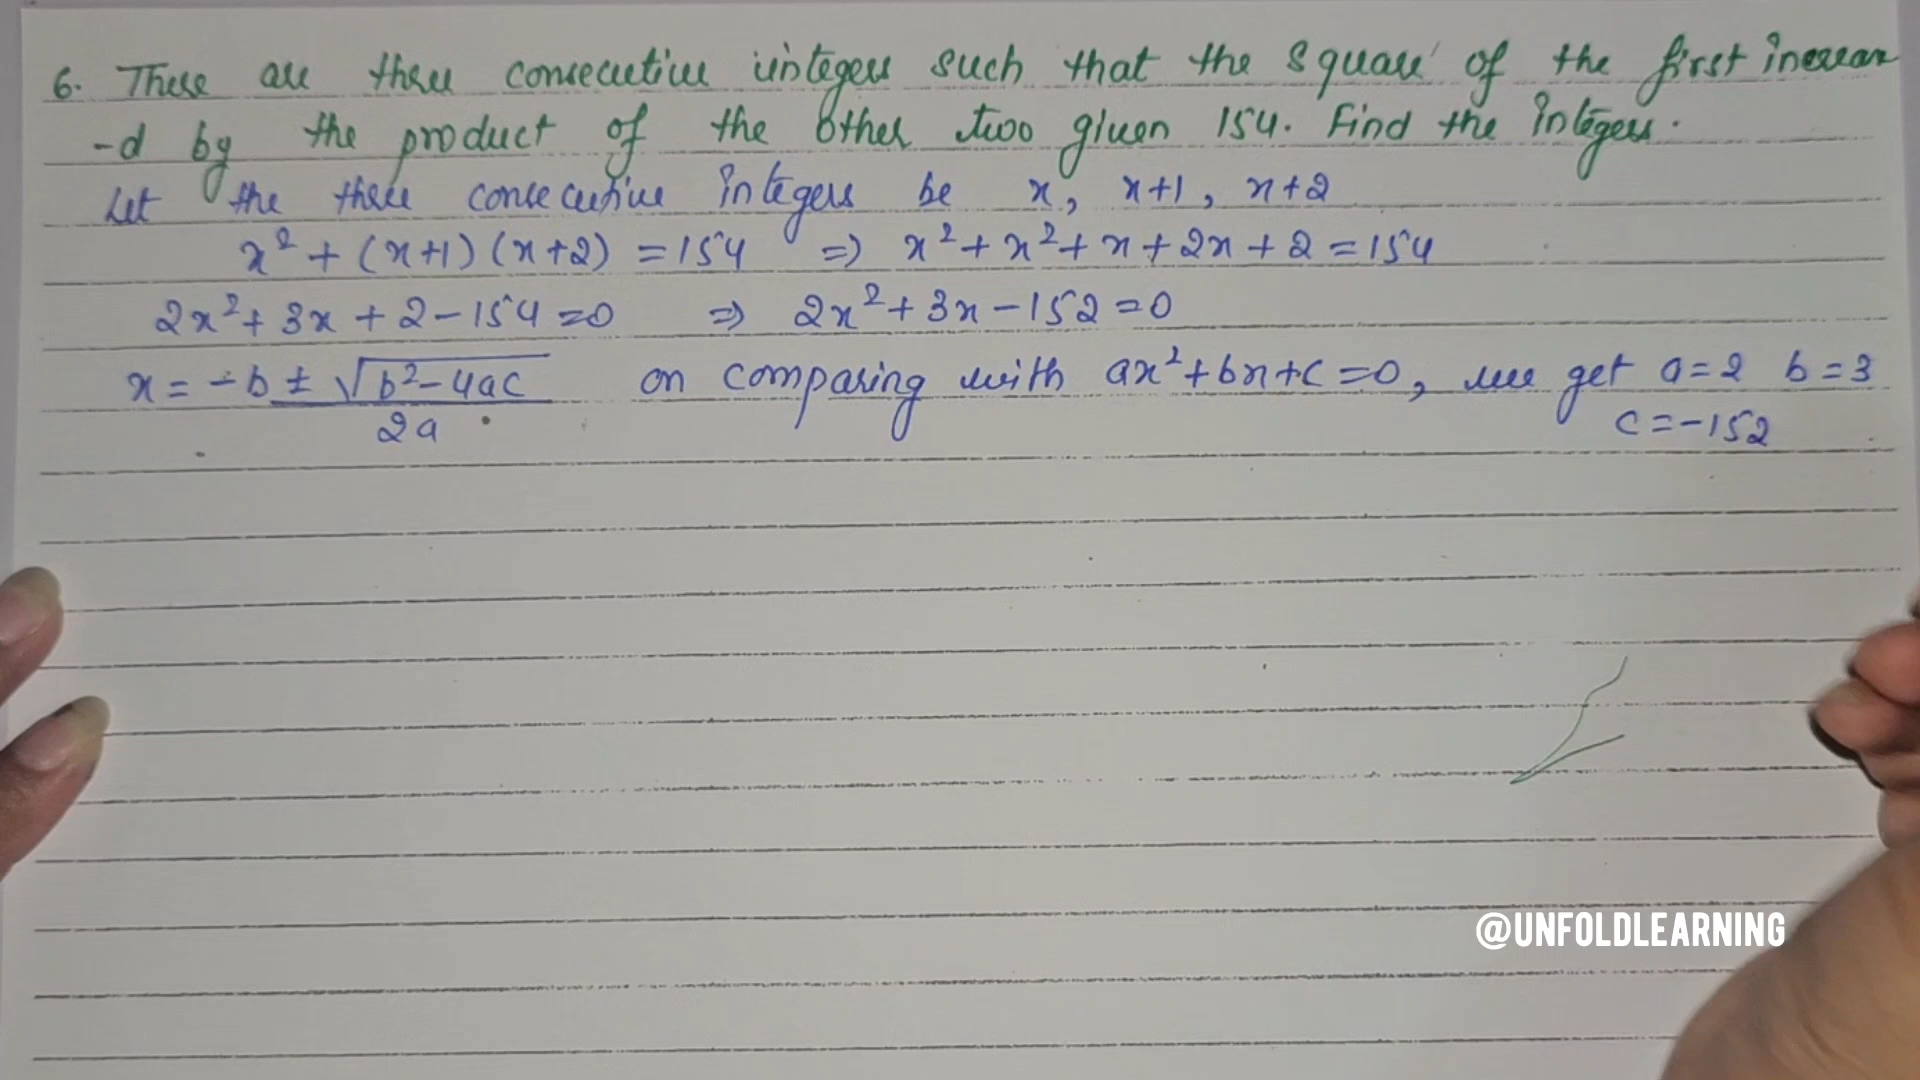 6. These are three consecutive integers such that the square of the first increas
-ed by the product of the other two given 154. Find the integers.
Let the three consecutive integers be x, x+1, x+2
x² + (x+1) (x+2) = 154 ⇒ x² + x² + x + 2x + 2 = 154
2x² + 3x + 2 - 154 = 0 ⇒ 2x² + 3x - 152 = 0
x = -b ± √b² - 4ac / 2a on comparing with ax² + bx + c = 0, we get a = 2 b = 3
c = -152
@UNFOLDLEARNING